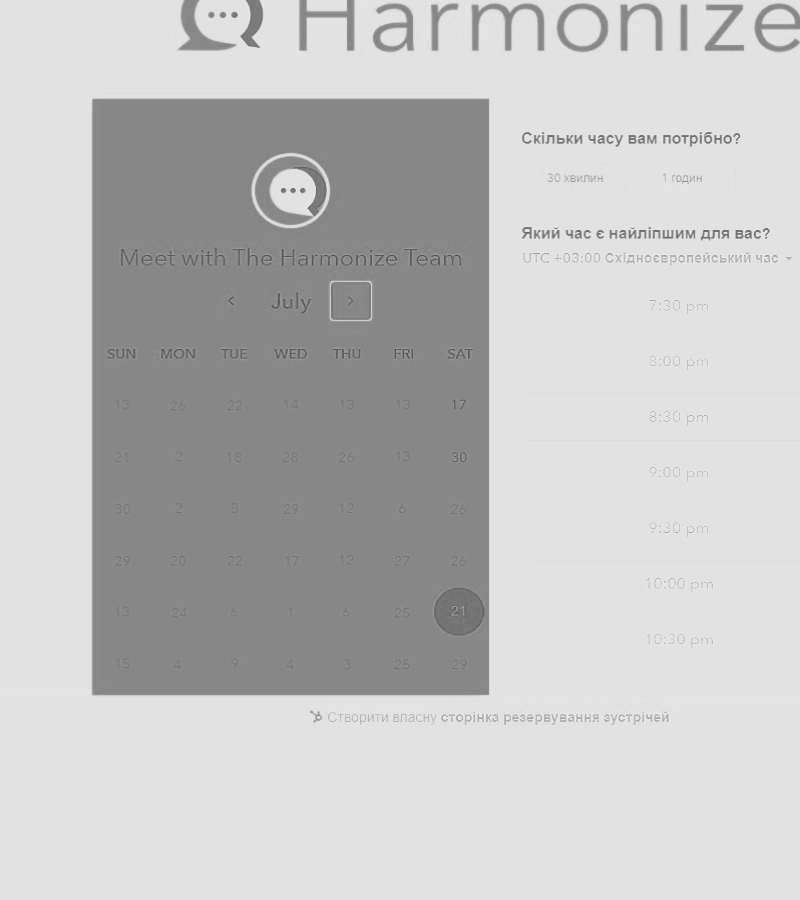 Harmonize
Meet with The Harmonize Team
July
SUN MON TUE WED THU FRI SAT
13 26 22 14 13 13 17
21 2 18 28 26 13 30
30 2 8 29 12 6 26
29 20 22 17 12 27 26
13 24 6 1 6 25 21
15 4 9 4 3 25 29
Скільки часу вам потрібно?
30 хвилин 1 годин
Який час є найліпшим для вас?
UTC +03:00 Східноєвропейський час
7:30 pm
8:00 pm
8:30 pm
9:00 pm
9:30 pm
10:00 pm
10:30 pm
Створити власну сторінка резервування зустрічей